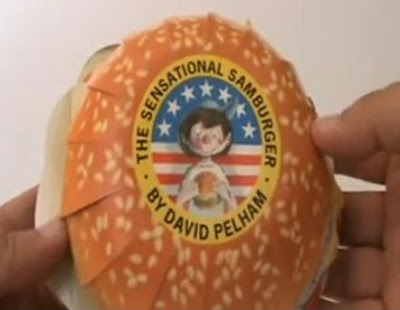 THE SENSATIONAL SAMBURGER
BY DAVID PELHAM